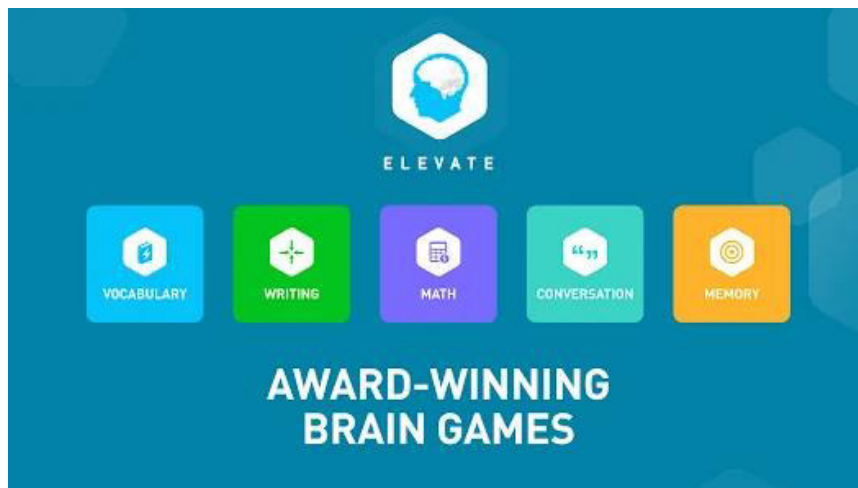 ELEVATE
VOCABULARY
WRITING
MATH
CONVERSATION
MEMORY
AWARD-WINNING
BRAIN GAMES